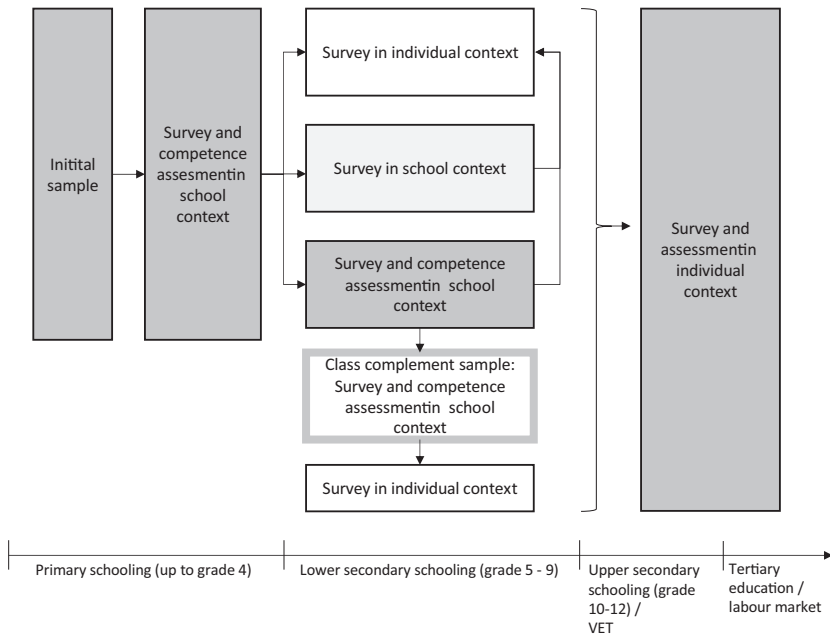 Initital
sample
Survey and
competence
assesmentin
school
context
Survey in individual context
Survey in school context
Survey and competence
assessmentin school
context
Class complement sample:
Survey and competence
assessmentin school
context
Survey in individual context
Survey and
assessmentin
individual
context
Primary schooling (up to grade 4)
Lower secondary schooling (grade 5 - 9)
Upper secondary
schooling (grade
10-12) /
VET
Tertiary
education /
labour market